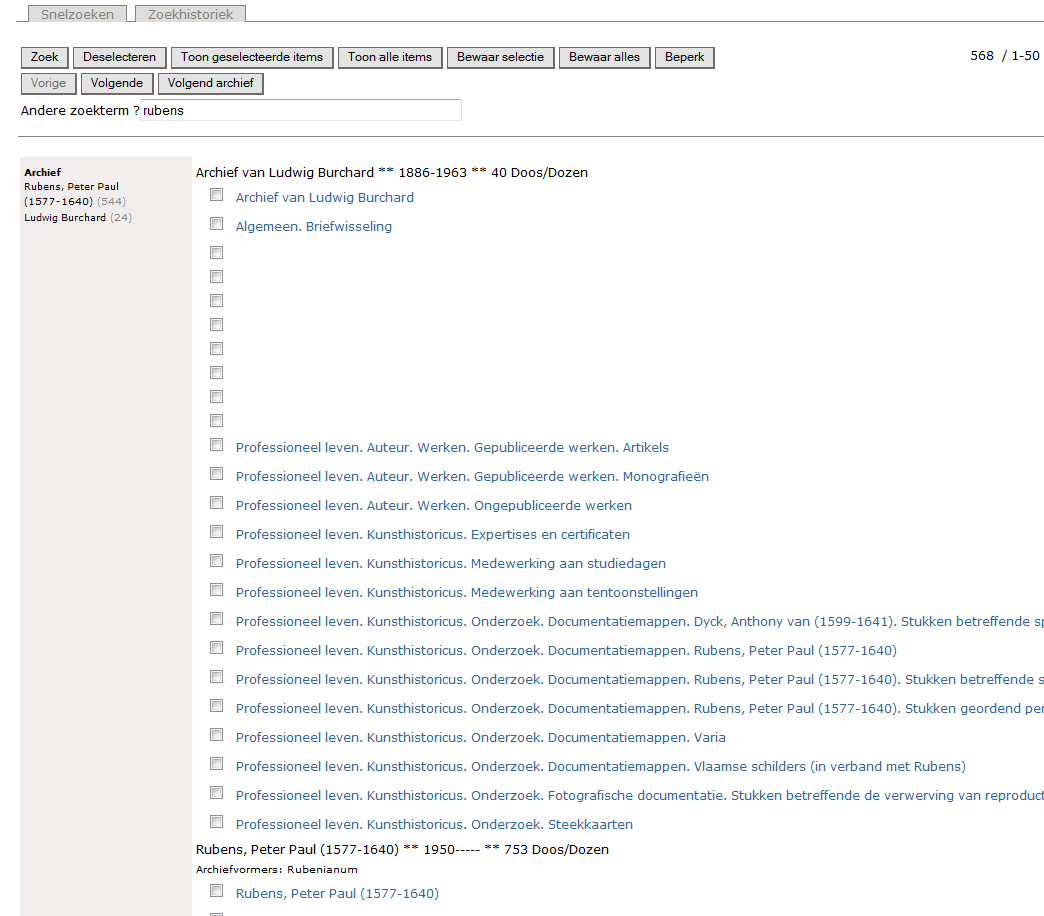 Snelzoeken Zoekhistoriek
Zoek Deselecteren Toon geselecteerde items Toon alle items Bewaar selectie Bewaar alles Beperk 568 / 1-50
Vorige Volgende Volgend archief
Andere zoekterm ? rubens
Archief
Rubens, Peter Paul
(1577-1640) (544)
Ludwig Burchard (24)
Archief van Ludwig Burchard ** 1886-1963 ** 40 Doos/Dozen
Archief van Ludwig Burchard
Algemeen. Briefwisseling
Professioneel leven. Auteur. Werken. Gepubliceerde werken. Artikels
Professioneel leven. Auteur. Werken. Gepubliceerde werken. Monografieën
Professioneel leven. Auteur. Werken. Ongepubliceerde werken
Professioneel leven. Kunsthistoricus. Expertises en certificaten
Professioneel leven. Kunsthistoricus. Medewerking aan studiedagen
Professioneel leven. Kunsthistoricus. Medewerking aan tentoonstellingen
Professioneel leven. Kunsthistoricus. Onderzoek. Documentatiemappen. Dyck, Anthony van (1599-1641). Stukken betreffende sp
Professioneel leven. Kunsthistoricus. Onderzoek. Documentatiemappen. Rubens, Peter Paul (1577-1640)
Professioneel leven. Kunsthistoricus. Onderzoek. Documentatiemappen. Rubens, Peter Paul (1577-1640). Stukken betreffende s
Professioneel leven. Kunsthistoricus. Onderzoek. Documentatiemappen. Rubens, Peter Paul (1577-1640). Stukken geordend per
Professioneel leven. Kunsthistoricus. Onderzoek. Documentatiemappen. Varia
Professioneel leven. Kunsthistoricus. Onderzoek. Documentatiemappen. Vlaamse schilders (in verband met Rubens)
Professioneel leven. Kunsthistoricus. Onderzoek. Fotografische documentatie. Stukken betreffende de verwerving van reproduct
Professioneel leven. Kunsthistoricus. Onderzoek. Steekkaarten
Rubens, Peter Paul (1577-1640) ** 1950----- ** 753 Doos/Dozen
Archiefvormers: Rubenianum
Rubens, Peter Paul (1577-1640)